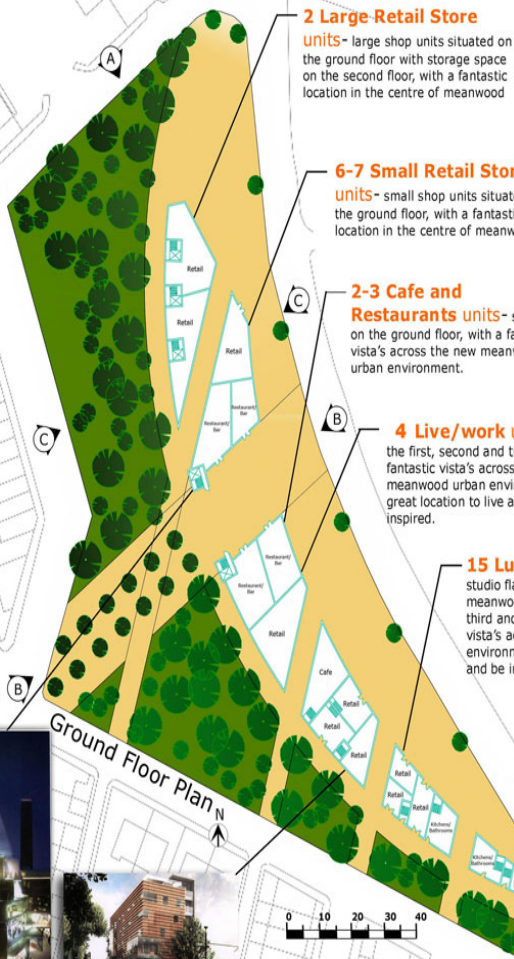 2 Large Retail Store
units- large shop units situated on
the ground floor with storage space
on the second floor, with a fantastic
location in the centre of meanwood
A
6-7 Small Retail Stor
units- small shop units situate
the ground floor, with a fantasti
location in the centre of meanw
Retail
C
2-3 Cafe and
Restaurants units- s
on the ground floor, with a fa
vista's across the new meanw
urban environment.
Retail
Retail
Restaurant/
Bar
Restaurant/
Bar
B
C
4 Live/work u
the first, second and t
fantastic vista's across
meanwood urban envi
great location to live a
inspired.
Restaurant/
Bar
Restaurant/
Bar
Retail
15 Lu
studio fla
meanwo
third and
vista's a
environm
and be i
Cafe
B
Retail
Retail
Retail
Ground Floor Plan
N
Retail
Retail
Retail
Kitchens/
Bathrooms
Kitchens/
Bathrooms
0 10 20 30 40